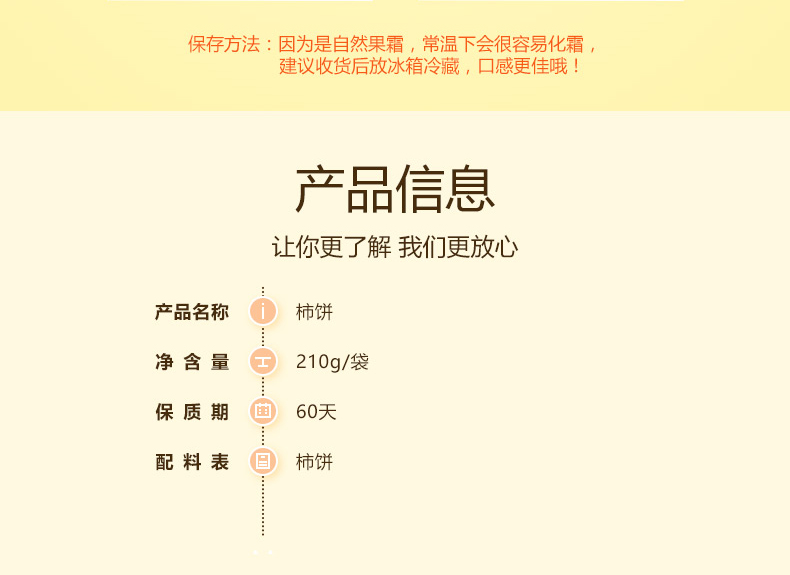 保存方法：因为是自然果霜，常温下会很容易化霜，
建议收货后放冰箱冷藏，口感更佳哦！
产品信息
让你更了解 我们更放心
产品名称 柿饼
净含量 210g/袋
保质期 60天
配料表 柿饼